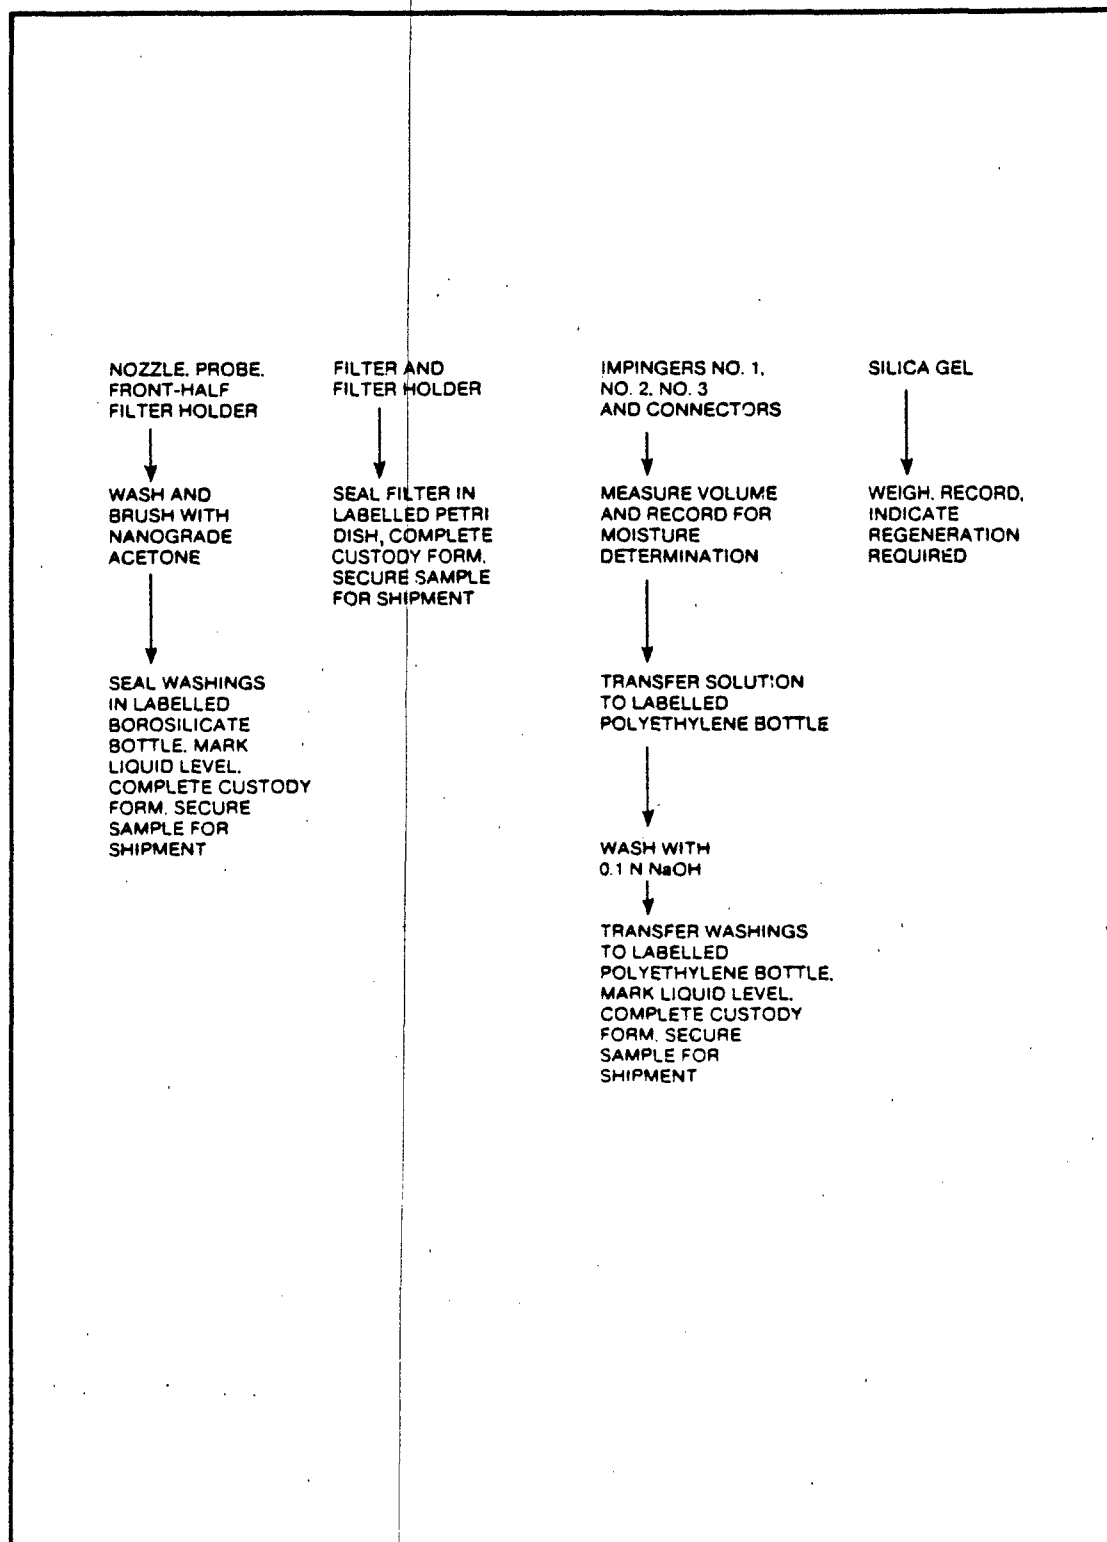 NOZZLE, PROBE,
FRONT-HALF
FILTER HOLDER
WASH AND
BRUSH WITH
NANOGRADE
ACETONE
SEAL WASHINGS
IN LABELLED
BOROSILICATE
BOTTLE. MARK
LIQUID LEVEL.
COMPLETE CUSTODY
FORM. SECURE
SAMPLE FOR
SHIPMENT
FILTER AND
FILTER HOLDER
SEAL FILTER IN
LABELLED PETRI
DISH, COMPLETE
CUSTODY FORM.
SECURE SAMPLE
FOR SHIPMENT
IMPINGERS NO. 1,
NO. 2, NO. 3
AND CONNECTORS
MEASURE VOLUME
AND RECORD FOR
MOISTURE
DETERMINATION
TRANSFER SOLUTION
TO LABELLED
POLYETHYLENE BOTTLE
WASH WITH
0.1 N NaOH
TRANSFER WASHINGS
TO LABELLED
POLYETHYLENE BOTTLE.
MARK LIQUID LEVEL.
COMPLETE CUSTODY
FORM. SECURE
SAMPLE FOR
SHIPMENT
SILICA GEL
WEIGH. RECORD,
INDICATE
REGENERATION
REQUIRED